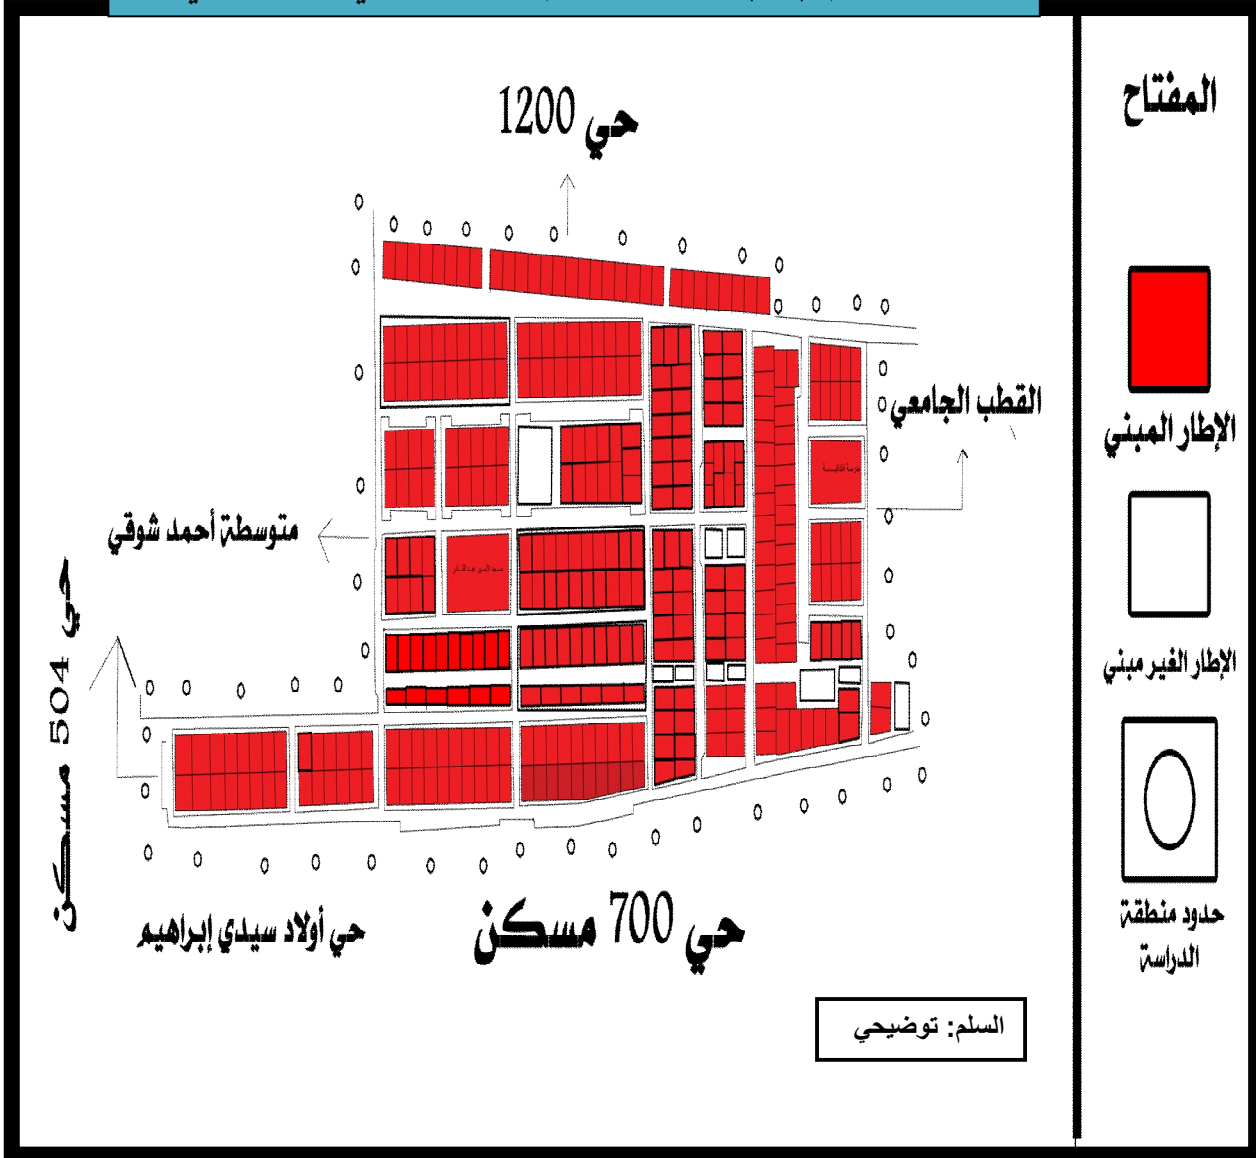 المفتاح
حي 1200
القطب الجامعي
الإطار المبني
متوسطة أحمد شوقي
حي 504 مسكن
الإطار الغير مبني
حي 700 مسكن
حي أولاد سيدي إبراهيم
حدود منطقة
الدراسة
السلم: توضيحي